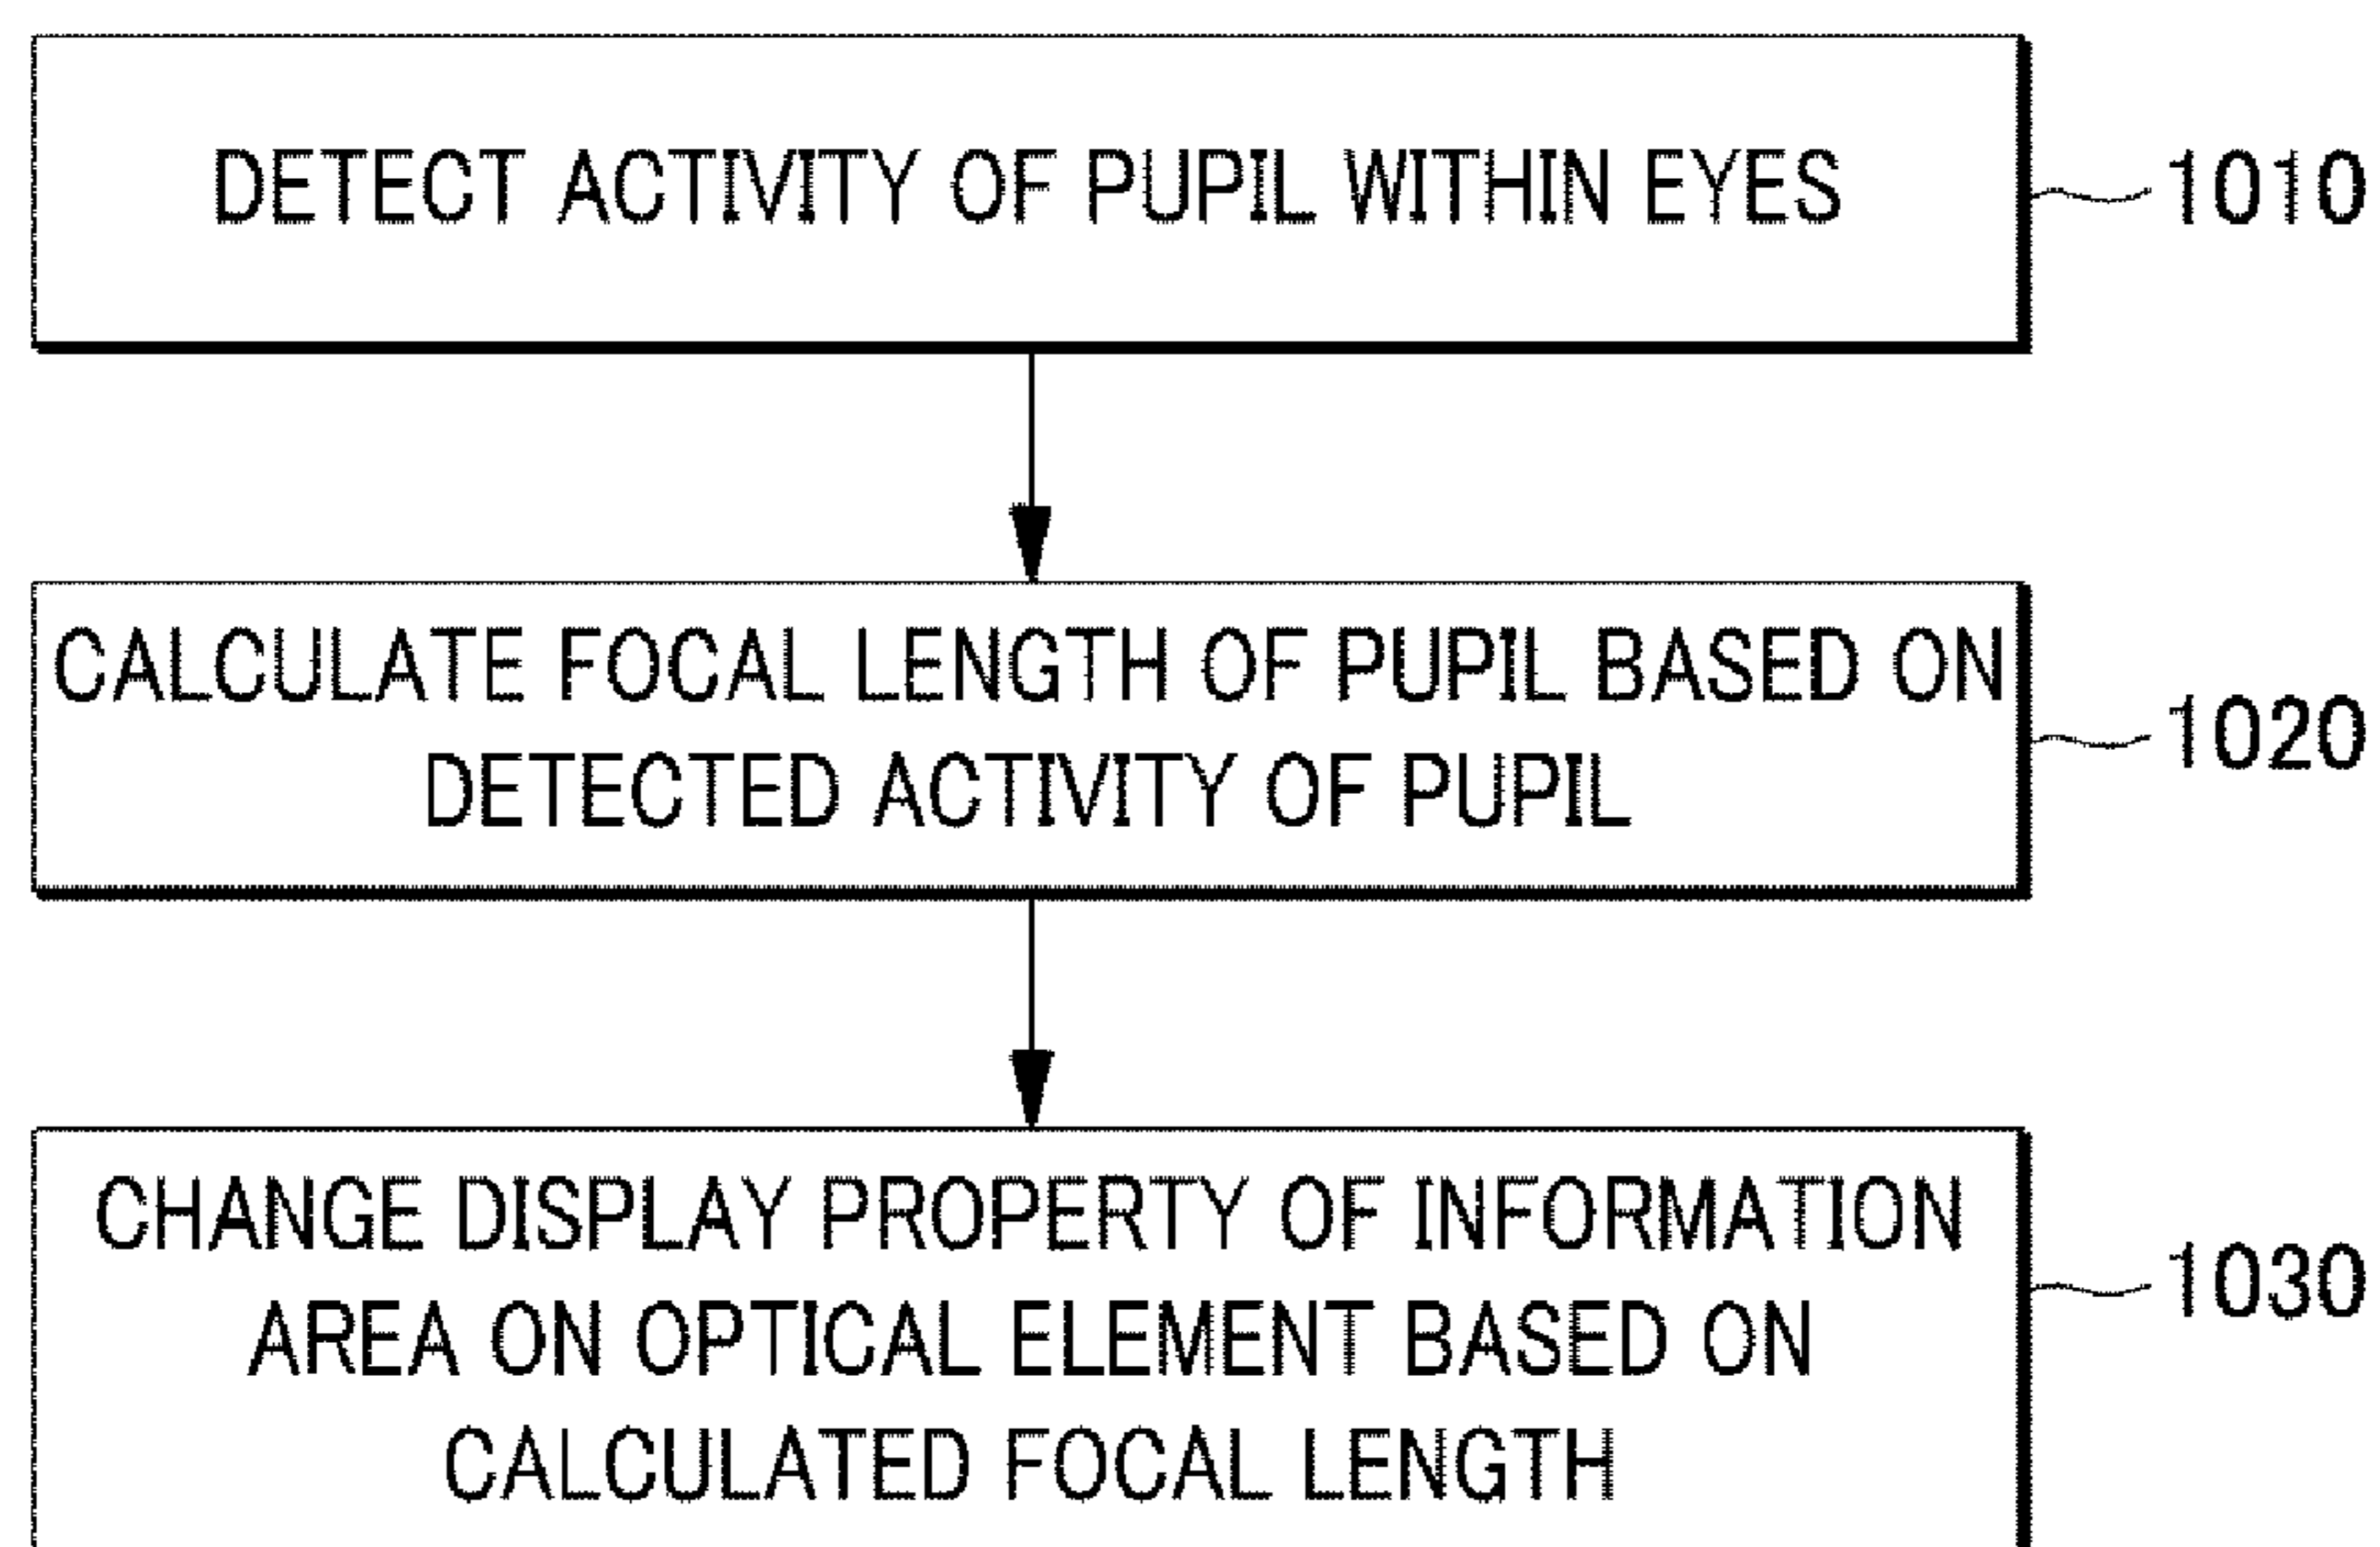 DETECT ACTIVITY OF PUPIL WITHIN EYES
1010
CALCULATE FOCAL LENGTH OF PUPIL BASED ON
DETECTED ACTIVITY OF PUPIL
1020
CHANGE DISPLAY PROPERTY OF INFORMATION
AREA ON OPTICAL ELEMENT BASED ON
CALCULATED FOCAL LENGTH
1030